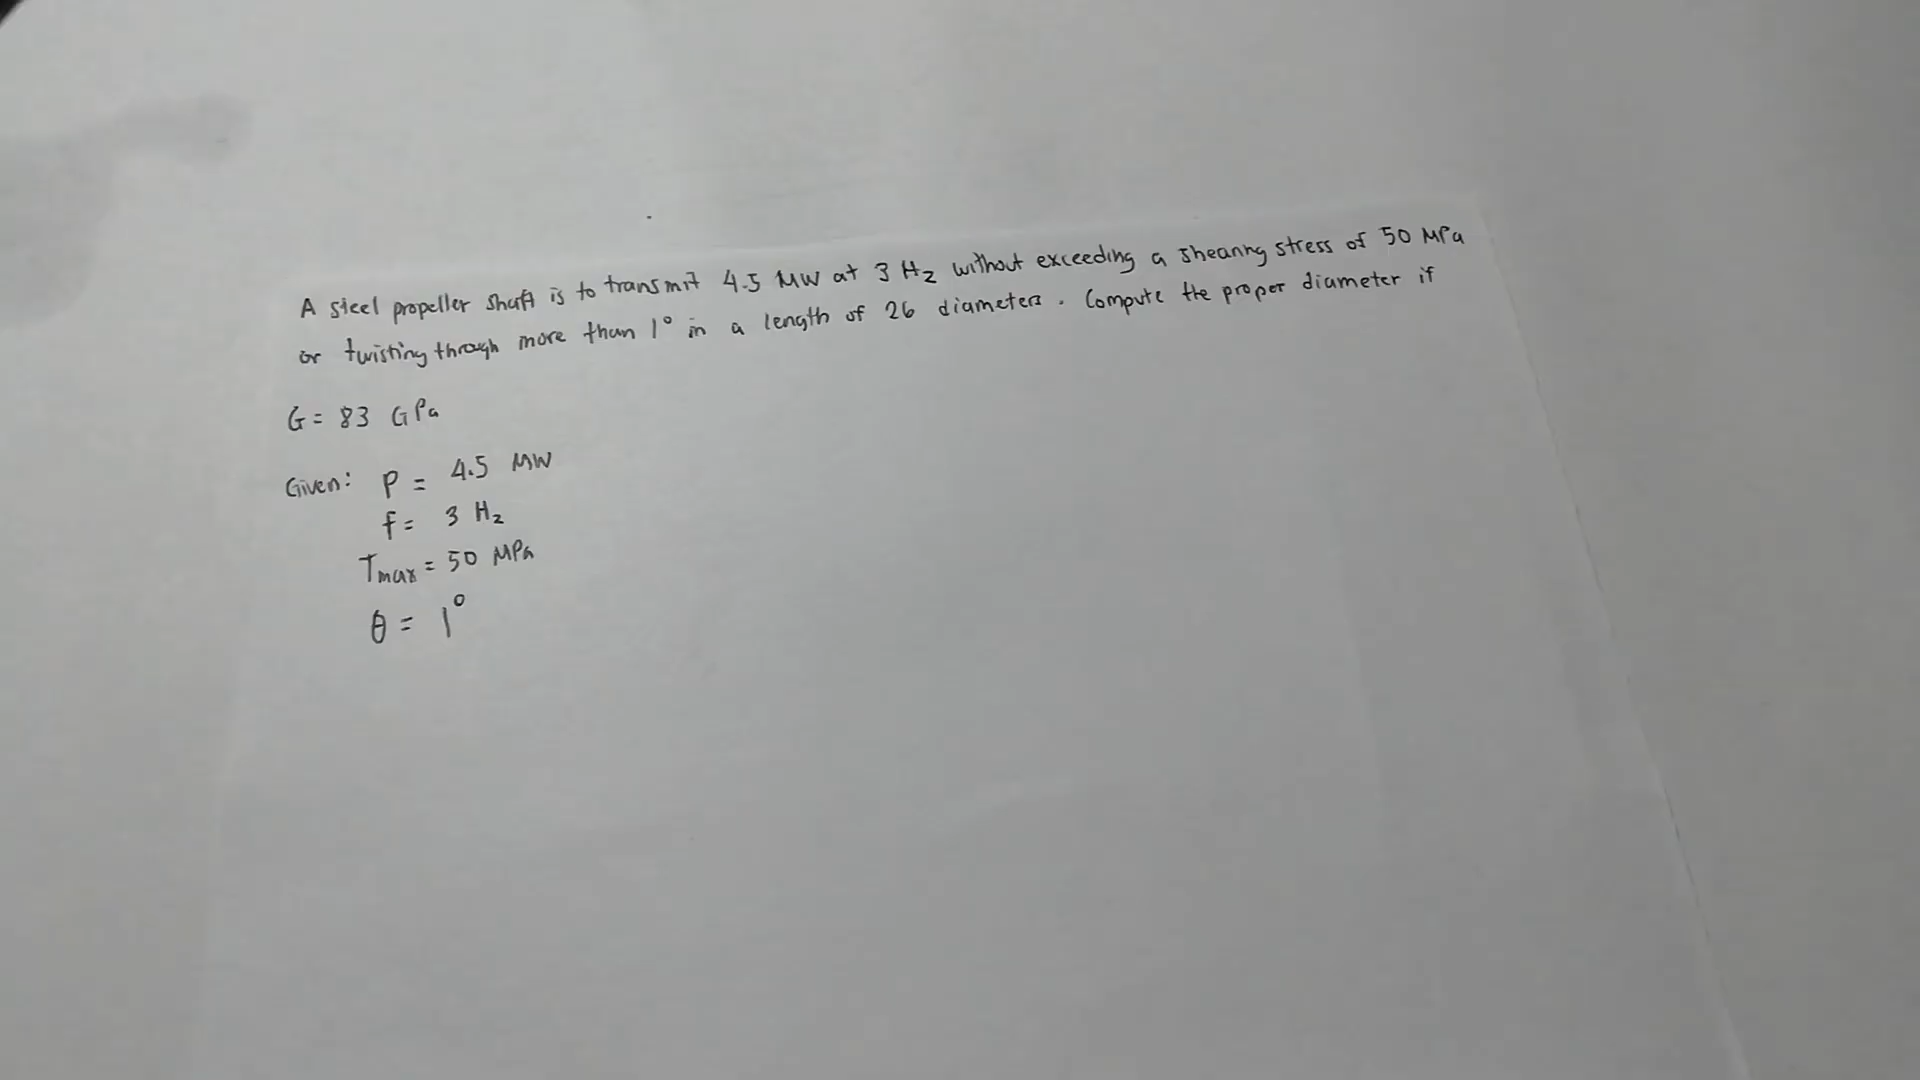 A steel propeller shaft is to transmit 4.5 MW at 3 Hz without exceeding a shearing stress of 50 MPa
or twisting through more than 1° in a length of 26 diameters. Compute the proper diameter if
G = 83 GPa
Given: P = 4.5 MW
f = 3 Hz
Tmax = 50 MPa
θ = 1°